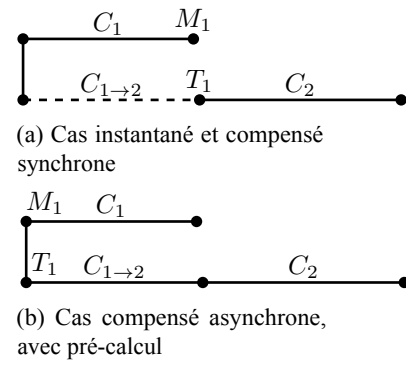 C₁ M₁
C₁→₂ T₁ C₂
(a) Cas instantané et compensé
synchrone
M₁ C₁
T₁ C₁→₂ C₂
(b) Cas compensé asynchrone,
avec pré-calcul